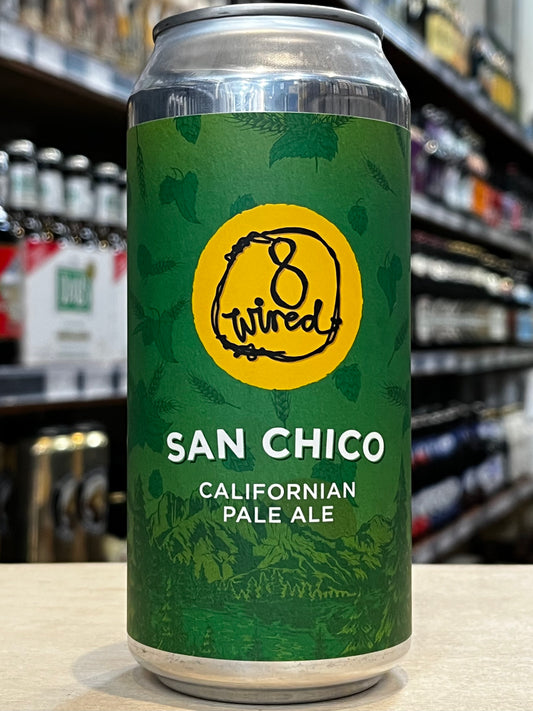 8
wired
SAN CHICO
CALIFORNIAN
PALE ALE